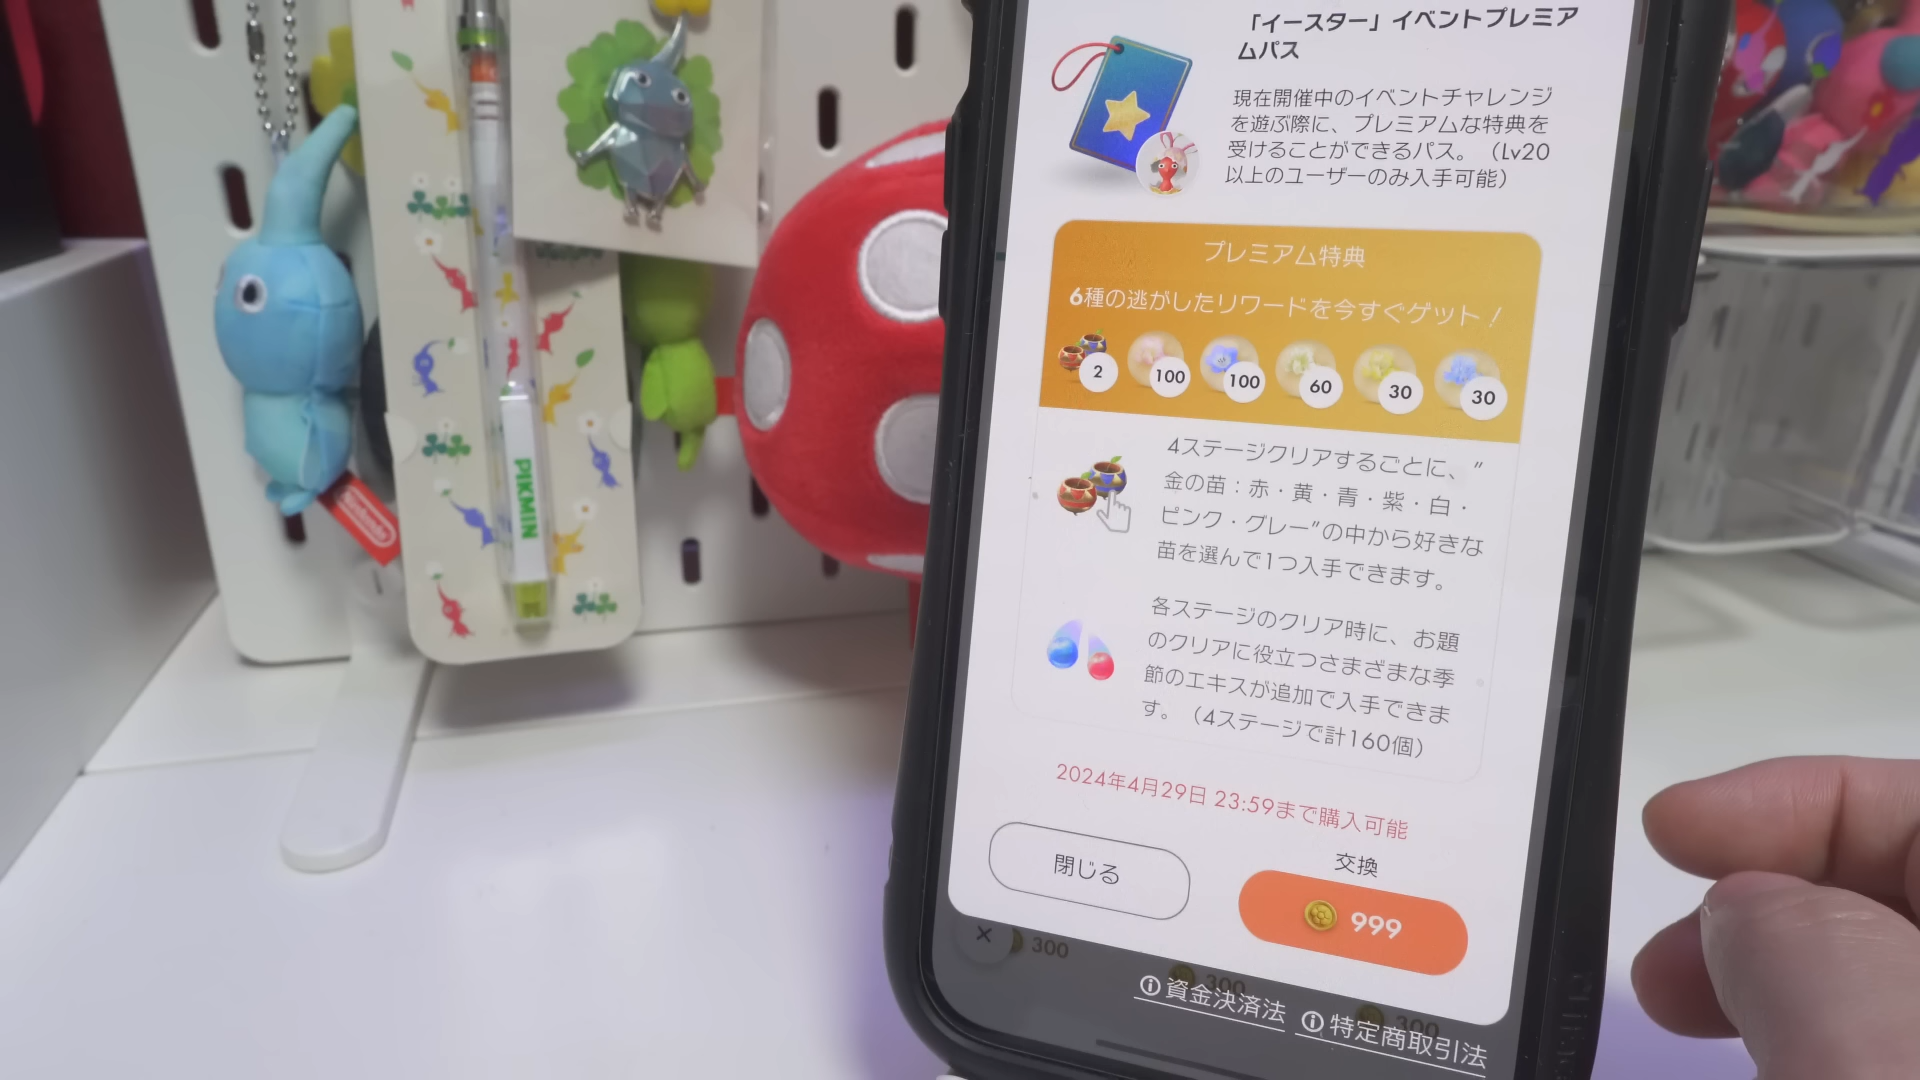 「イースター」イベントプレミア
ムパス
現在開催中のイベントチャレンジ
を遊ぶ際に、プレミアムな特典を
受けることができるパス。（Lv20
以上のユーザーのみ入手可能）
プレミアム特典
6種の逃がしたリワードを今すぐゲット！
2 100 100 60 30 30
4ステージクリアするごとに、”
金の苗：赤・黄・青・紫・白・
ピンク・グレー”の中から好きな
苗を選んで1つ入手できます。
各ステージのクリア時に、お題
のクリアに役立つさまざまな季
節のエキスが追加で入手できま
す。（4ステージで計160個）
2024年4月29日 23:59まで購入可能
交換
閉じる
999
×
300
300
300
資金決済法
特定商取引法
PIKMIN
Nintendo